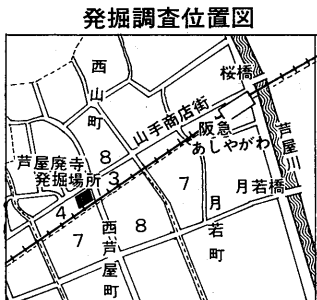 発掘調査位置図
西山町
桜橋
山手商店街
阪急
あしやがわ
芦屋川
芦屋廃寺
発掘場所
8
3
4
7
7
8
西芦屋町
月若町
月若橋